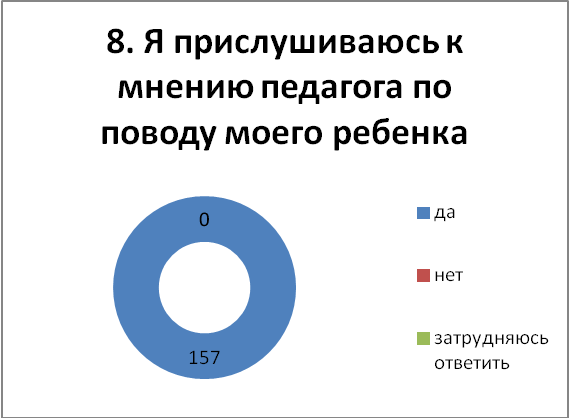 8. Я прислушиваюсь к
мнению педагога по
поводу моего ребенка
0
157
да
нет
затрудняюсь
ответить